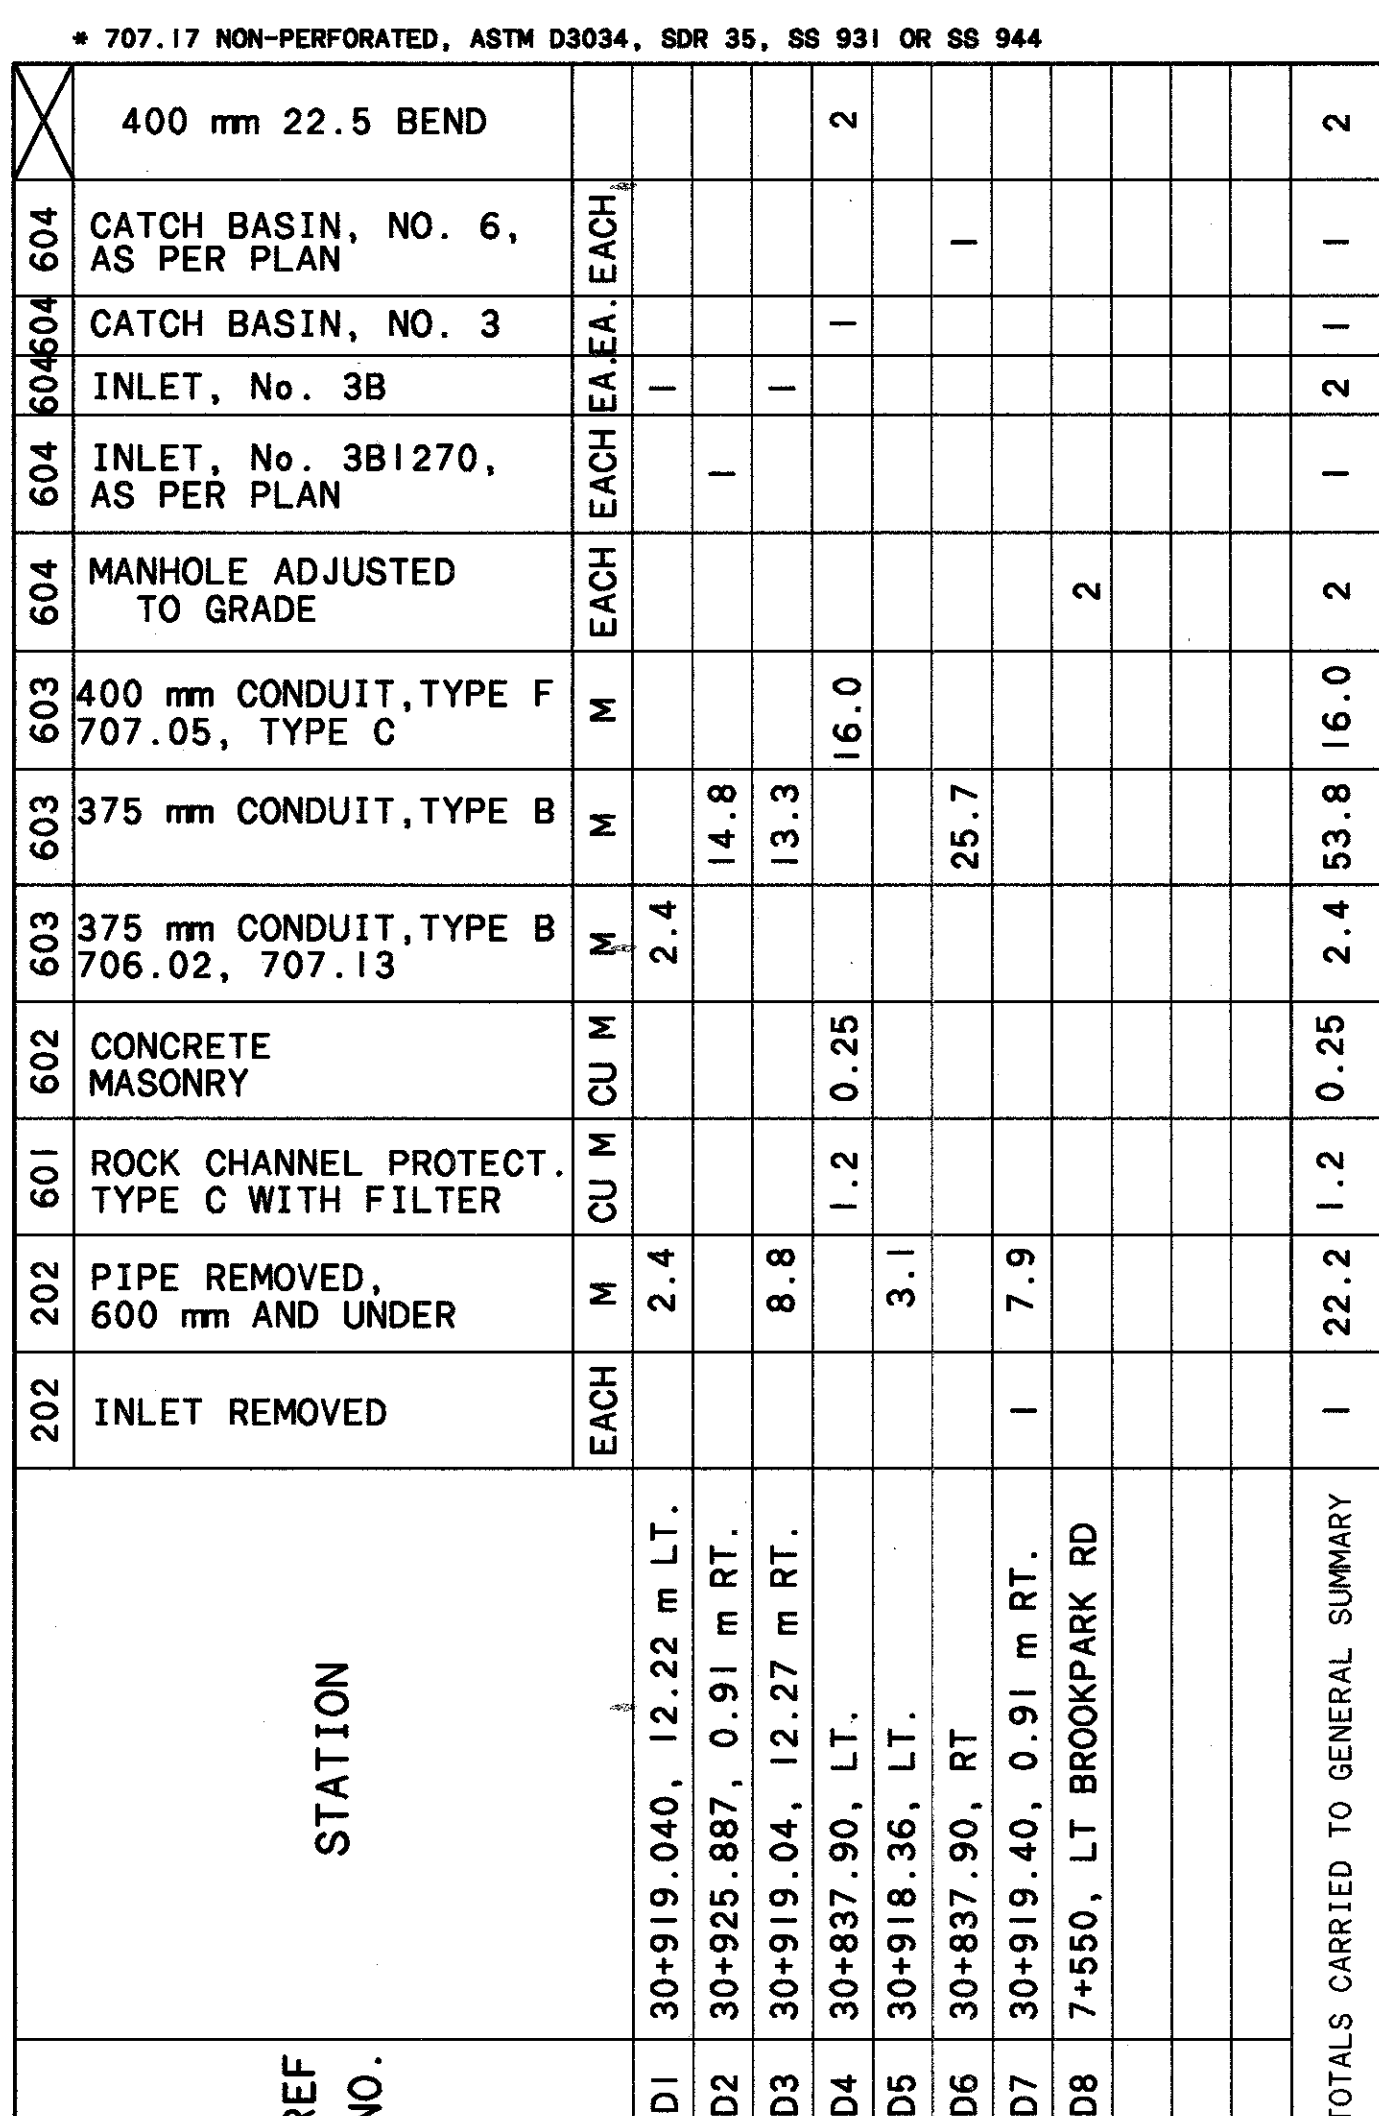 * 707.17 NON-PERFORATED, ASTM D3034, SDR 35, SS 931 OR SS 944
400 mm 22.5 BEND 2 2
604 CATCH BASIN, NO. 6, EACH 1 1
AS PER PLAN
604 CATCH BASIN, NO. 3 EA. 1 1
604 INLET, No. 3B EA. 1 1 2
604 INLET, No. 3B1270, EACH 1 1
AS PER PLAN
604 MANHOLE ADJUSTED EACH 2 2
TO GRADE
603 400 mm CONDUIT,TYPE F M 16.0 16.0
707.05, TYPE C
603 375 mm CONDUIT,TYPE B M 14.8 13.3 25.7 53.8
603 375 mm CONDUIT,TYPE B M 2.4 2.4
706.02, 707.13
602 CONCRETE CU M 0.25 0.25
MASONRY
601 ROCK CHANNEL PROTECT. CU M 1.2 1.2
TYPE C WITH FILTER
202 PIPE REMOVED, M 2.4 8.8 3.1 7.9 22.2
600 mm AND UNDER
202 INLET REMOVED EACH 1 1
STATION
30+919.040, 12.22 m LT.
30+925.887, 0.91 m RT.
30+919.04, 12.27 m RT.
30+837.90, LT.
30+918.36, LT.
30+837.90, RT
30+919.40, 0.91 m RT.
7+550, LT BROOKPARK RD
TOTALS CARRIED TO GENERAL SUMMARY
REF
NO.
D1
D2
D3
D4
D5
D6
D7
D8